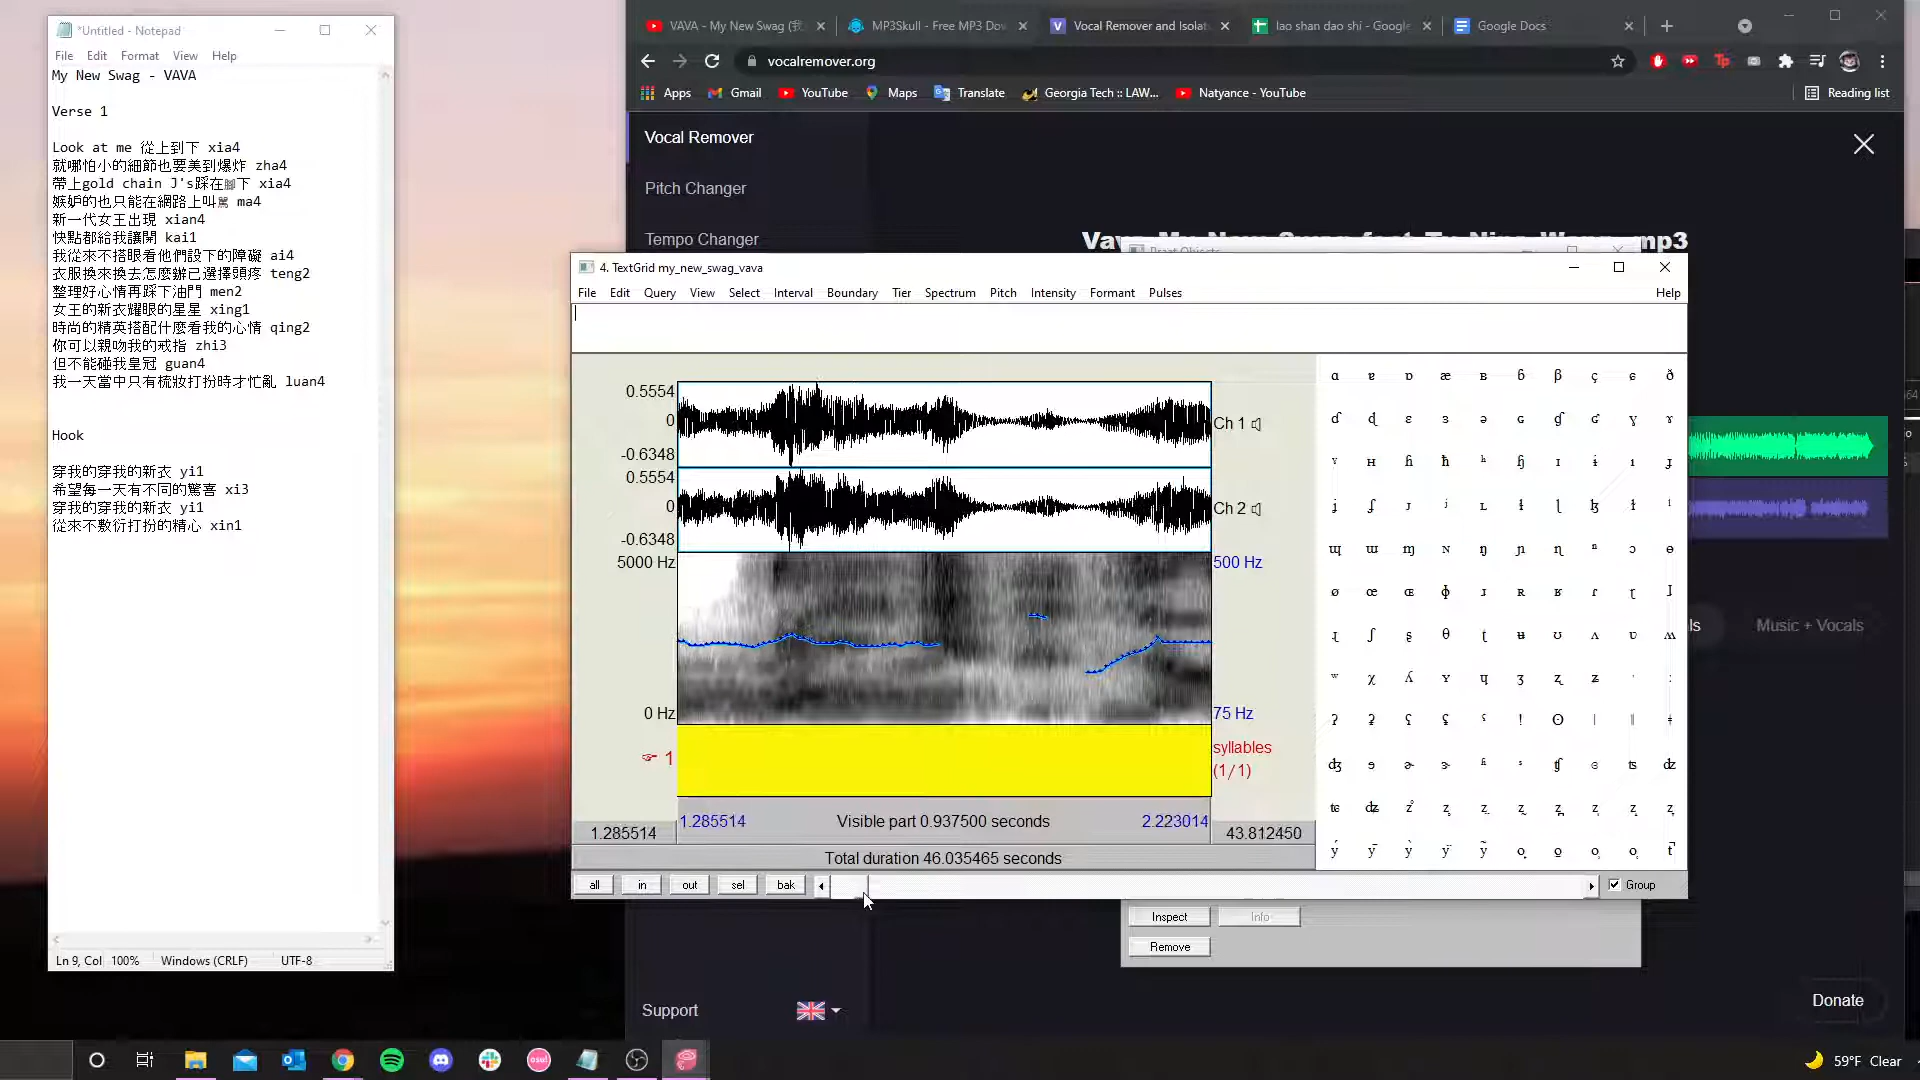 *Untitled - Notepad
File Edit Format View Help
My New Swag - VAVA
Verse 1
Look at me 從上到下 xia4
就哪怕小的細節也要美到爆炸 zha4
帶上gold chain J's踩在腳下 xia4
嫉妒的也只能在網路上叫罵 ma4
新一代女王出現 xian4
快點都給我讓開 kai1
我從來不搭眼看他們設下的障礙 ai4
衣服換來換去怎麼辦已選擇頭疼 teng2
整理好心情再踩下油門 men2
女王的新衣耀眼的星星 xing1
時尚的精英搭配什麼看我的心情 qing2
你可以親吻我的戒指 zhi3
但不能碰我皇冠 guan4
我一天當中只有梳妝打扮時才忙亂 luan4
Hook
穿我的穿我的新衣 yi1
希望每一天有不同的驚喜 xi3
穿我的穿我的新衣 yi1
從來不敷衍打扮的精心 xin1
Ln 9, Col 100% Windows (CRLF) UTF-8
VAVA - My New Swag (我
MP3Skull - Free MP3 Dov
Vocal Remover and Isolat
lao shan dao shi - Google
Google Docs
vocalremover.org
Apps Gmail YouTube Maps Translate Georgia Tech :: LAW... Natyance - YouTube Reading list
Vocal Remover
Pitch Changer
Tempo Changer
mp3
4. TextGrid my_new_swag_vava
File Edit Query View Select Interval Boundary Tier Spectrum Pitch Intensity Formant Pulses Help
0.5554
0
-0.6348
Ch 1
0.5554
0
-0.6348
Ch 2
5000 Hz
500 Hz
0 Hz
75 Hz
1
syllables
(1/1)
1.285514
1.285514 Visible part 0.937500 seconds 2.223014
43.812450
Total duration 46.035465 seconds
all in out sel bak
Group
Inspect Info
Remove
Music + Vocals
Support
Donate
59°F Clear